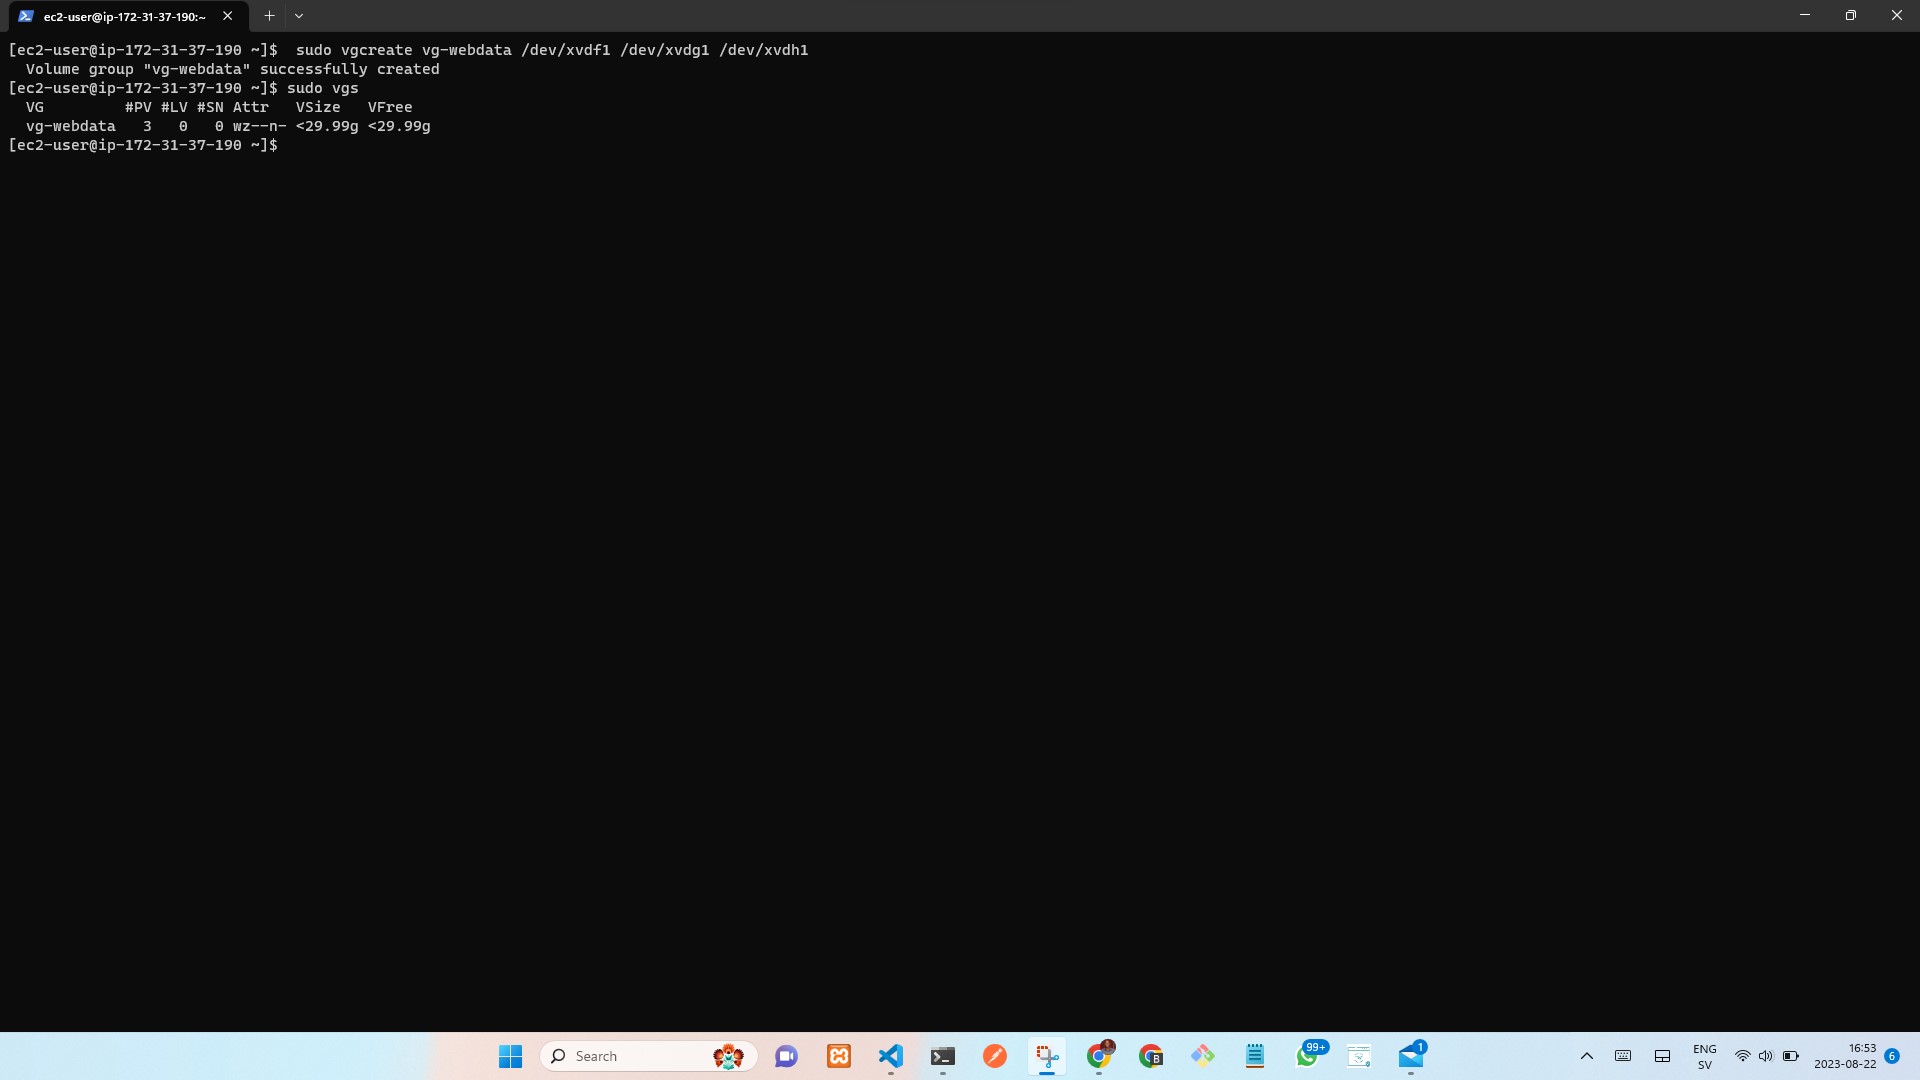 ec2-user@ip-172-31-37-190:~
[ec2-user@ip-172-31-37-190 ~]$  sudo vgcreate vg-webdata /dev/xvdf1 /dev/xvdg1 /dev/xvdh1
  Volume group "vg-webdata" successfully created
[ec2-user@ip-172-31-37-190 ~]$ sudo vgs
  VG         #PV #LV #SN Attr   VSize   VFree
  vg-webdata   3   0   0 wz--n- <29.99g <29.99g
[ec2-user@ip-172-31-37-190 ~]$
Search
B
99+
1
ENG
SV
16:53
2023-08-22
6